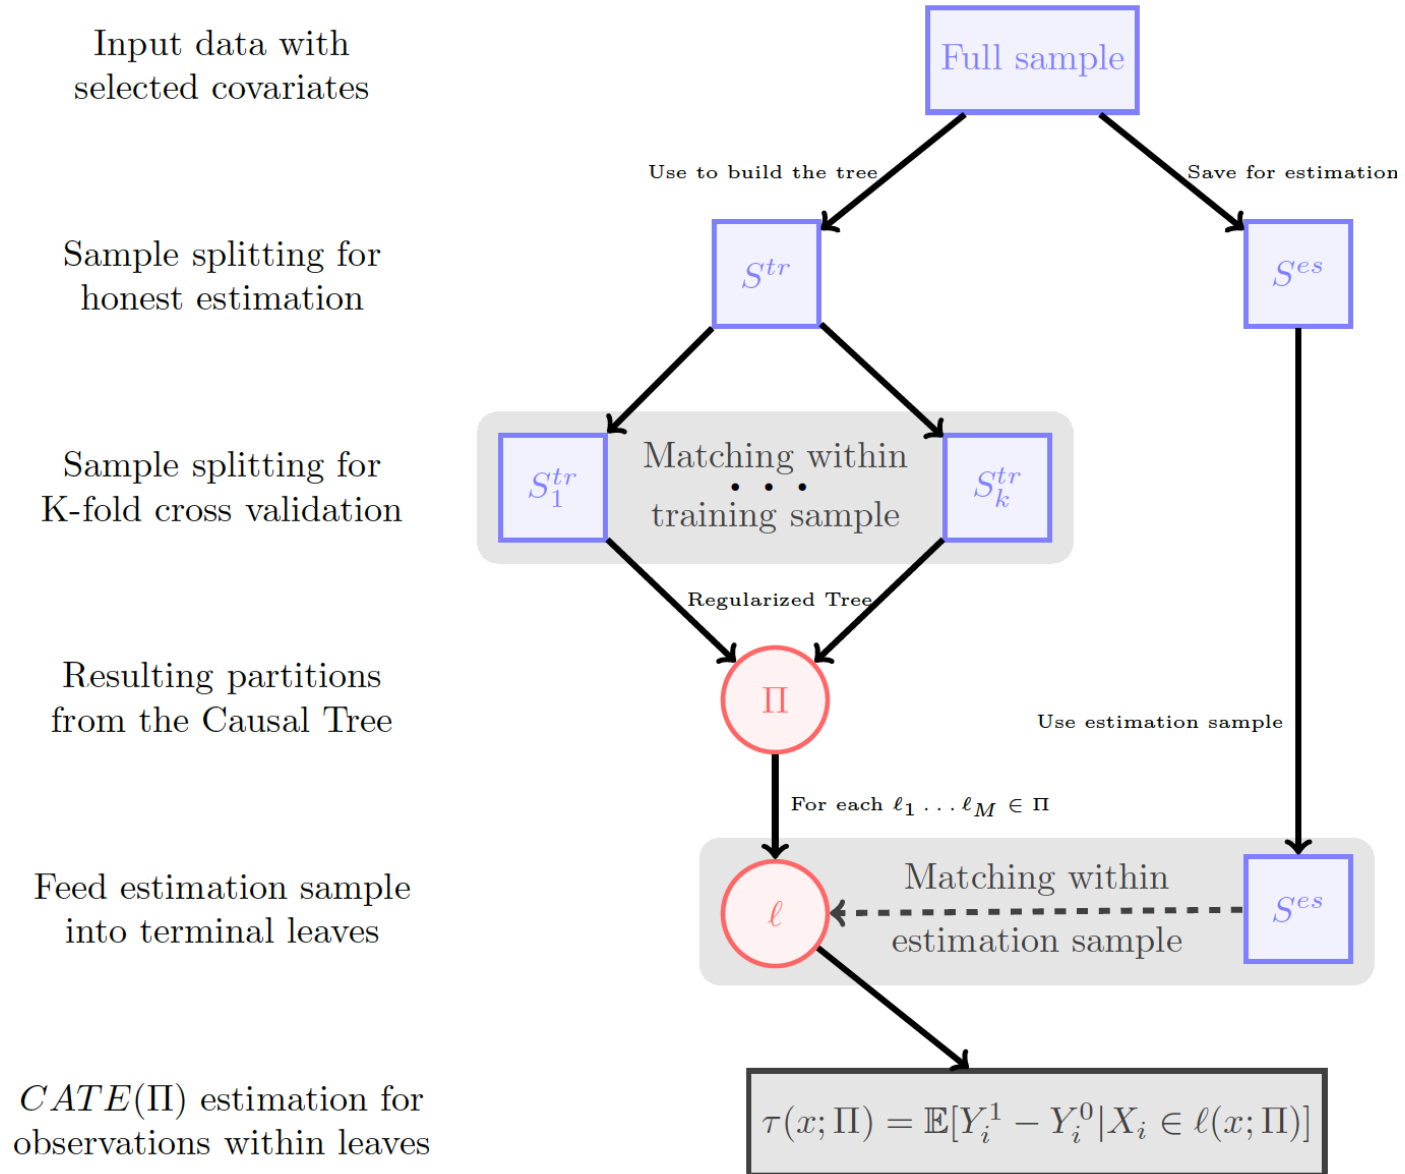 Input data with
selected covariates
Full sample
Use to build the tree
Save for estimation
Sample splitting for
honest estimation
S^{tr}
S^{es}
Sample splitting for
K-fold cross validation
S_1^{tr}
Matching within
• • •
training sample
S_k^{tr}
Regularized Tree
Resulting partitions
from the Causal Tree
Π
Use estimation sample
For each ℓ_1 ... ℓ_M ∈ Π
Feed estimation sample
into terminal leaves
ℓ
Matching within
estimation sample
S^{es}
CATE(Π) estimation for
observations within leaves
τ(x; Π) = 𝔼[Y_i^1 − Y_i^0|X_i ∈ ℓ(x; Π)]